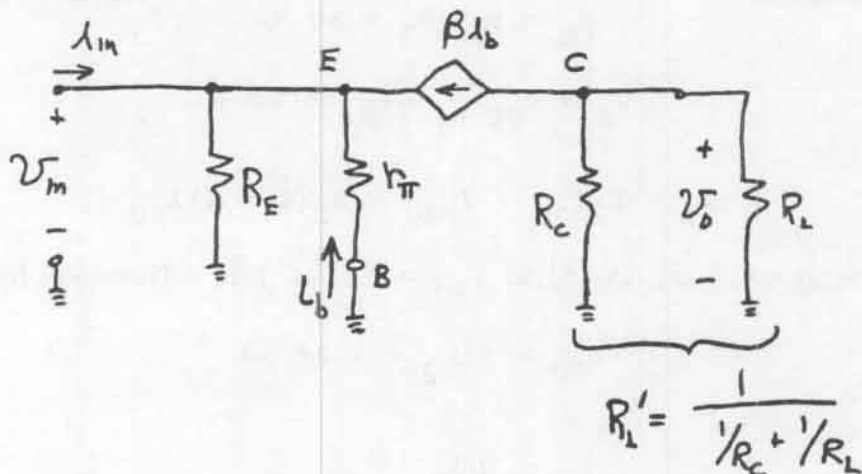 i_in
E
βi_b
C
+
v_in
-
R_E
r_π
i_b
B
R_C
+
v_o
-
R_L
R_L' = 1 / (1/R_C + 1/R_L)